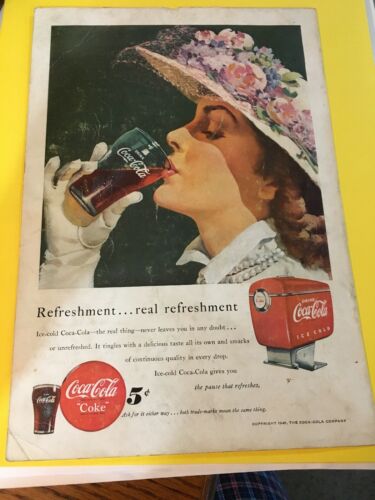 DRINK
Coca-Cola
Refreshment...real refreshment
Ice-cold Coca-Cola—the real thing—never leaves you in any doubt...
or unrefreshed. It tingles with a delicious taste all its own and smacks
of continuous quality in every drop.
Ice-cold Coca-Cola gives you
the pause that refreshes,
DRINK
Coca-Cola
ICE COLD
Coca-Cola
Coca-Cola
"Coke"
5¢
Ask for it either way...both trade-marks mean the same thing.
COPYRIGHT 1949, THE COCA-COLA COMPANY